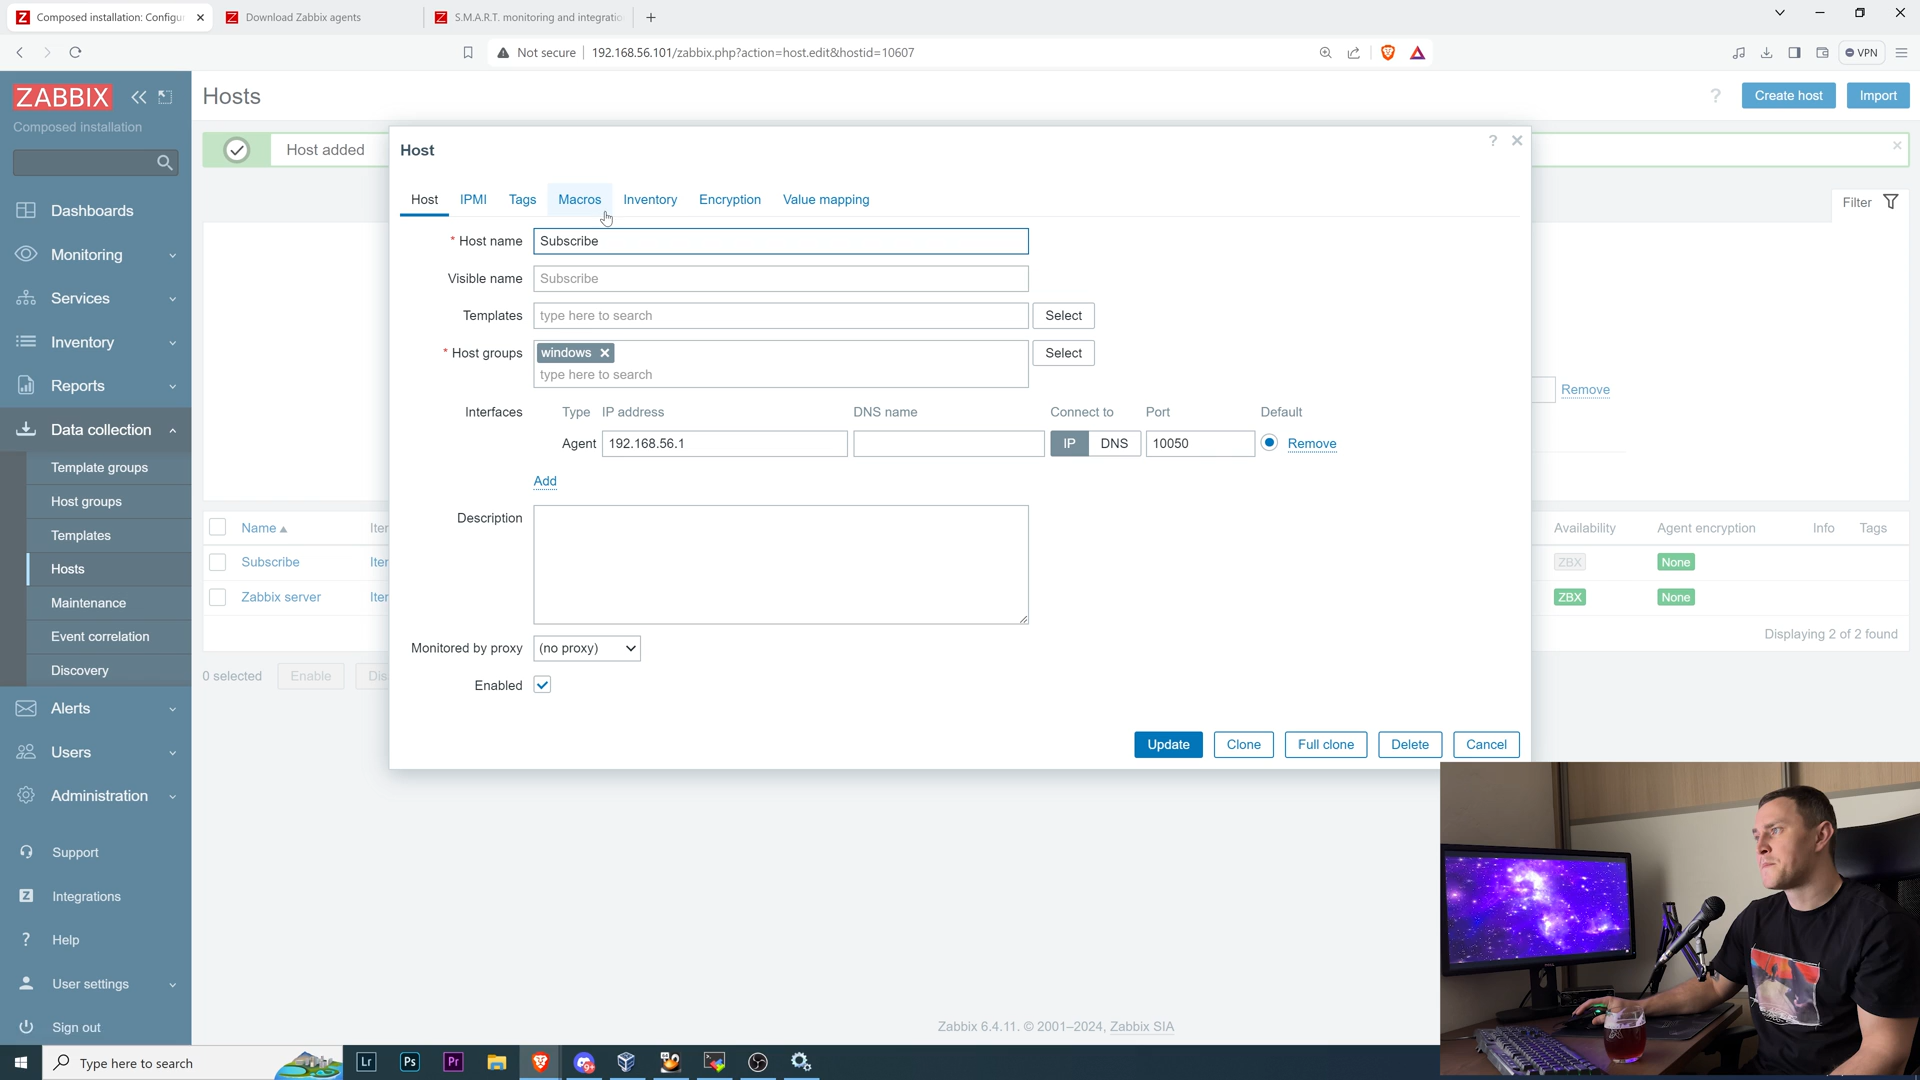 Composed installation: Configu
Download Zabbix agents
S.M.A.R.T. monitoring and integratio
Not secure
192.168.56.101/zabbix.php?action=host.edit&hostid=10607
VPN
ZABBIX
Composed installation
Hosts
?
Create host
Import
Host added
Filter
Dashboards
Monitoring
Services
Inventory
Reports
Data collection
Template groups
Host groups
Templates
Hosts
Maintenance
Event correlation
Discovery
Alerts
Users
Administration
Support
Z Integrations
? Help
User settings
Sign out
Host
?
Host
IPMI
Tags
Macros
Inventory
Encryption
Value mapping
* Host name
Subscribe
Visible name
Subscribe
Templates
type here to search
Select
* Host groups
windows
type here to search
Select
Interfaces
Type
IP address
DNS name
Connect to
Port
Default
Agent
192.168.56.1
IP
DNS
10050
Remove
Add
Description
Monitored by proxy
(no proxy)
Enabled
Update
Clone
Full clone
Delete
Cancel
Remove
Name
Iter
Availability
Agent encryption
Info
Tags
Subscribe
Iter
ZBX
None
Zabbix server
Iter
ZBX
None
Displaying 2 of 2 found
0 selected
Enable
Dis
Zabbix 6.4.11. © 2001–2024, Zabbix SIA
Type here to search
Lr
Ps
Pr